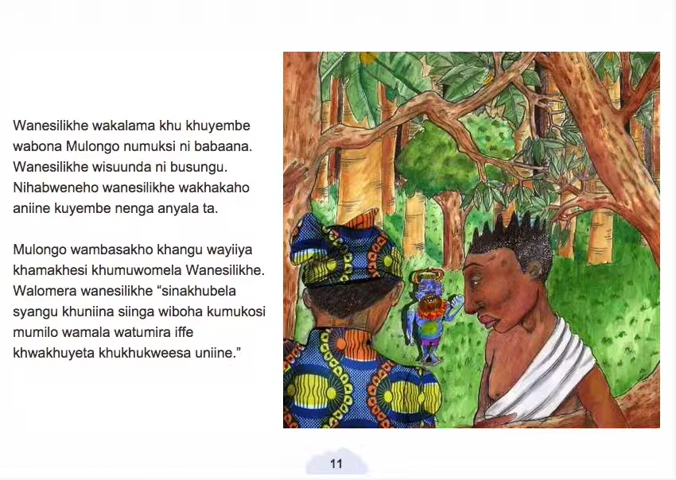 Wanesilikhe wakalama khu khuyembe
wabona Mulongo numuksi ni babaana.
Wanesilikhe wisuunda ni busungu.
Nihabweneho wanesilikhe wakhakaho
aniine kuyembe nenga anyala ta.
Mulongo wambasakho khangu wayiiya
khamakhesi khumuwomela Wanesilikhe.
Walomera wanesilikhe “sinakhubela
syangu khuniina siinga wiboha kumukosi
mumilo wamala watumira iffe
khwakhuyeta khukhukweesa uniine.”
11